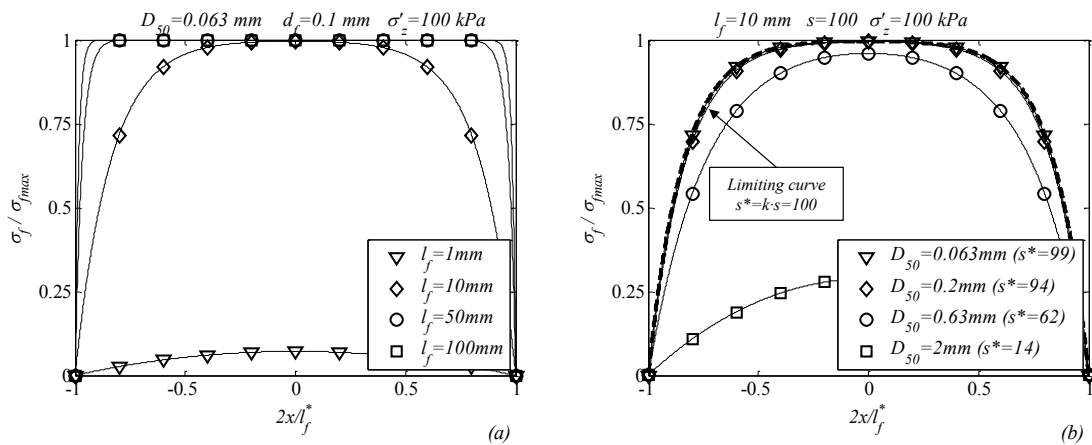 D50=0.063 mm df=0.1 mm σ'z=100 kPa
1
0.75
0.5
0.25
0
σf / σfmax
lf=1mm
lf=10mm
lf=50mm
lf=100mm
-1 -0.5 0 0.5 1
2x/lf*
(a)
lf=10 mm s=100 σ'z=100 kPa
1
0.75
0.5
0.25
0
σf / σfmax
Limiting curve
s*=k·s=100
D50=0.063mm (s*=99)
D50=0.2mm (s*=94)
D50=0.63mm (s*=62)
D50=2mm (s*=14)
-1 -0.5 0 0.5 1
2x/lf*
(b)